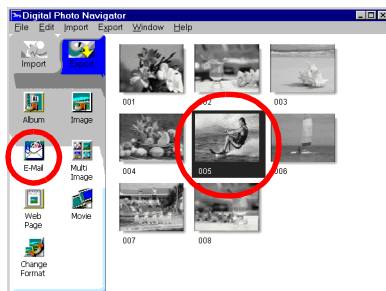 Digital Photo Navigator
File Edit Import Export Window Help
Import Export
001 002 003
Album Image
004 005 006
E-Mail Multi Image
Web Page Movie
007 008
Change Format